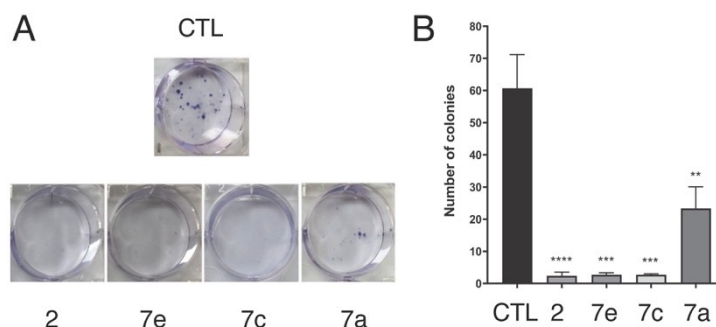 A
CTL
2
7e
7c
7a
B
Number of colonies
80
70
60
50
40
30
20
10
0
****
***
***
**
CTL
2
7e
7c
7a